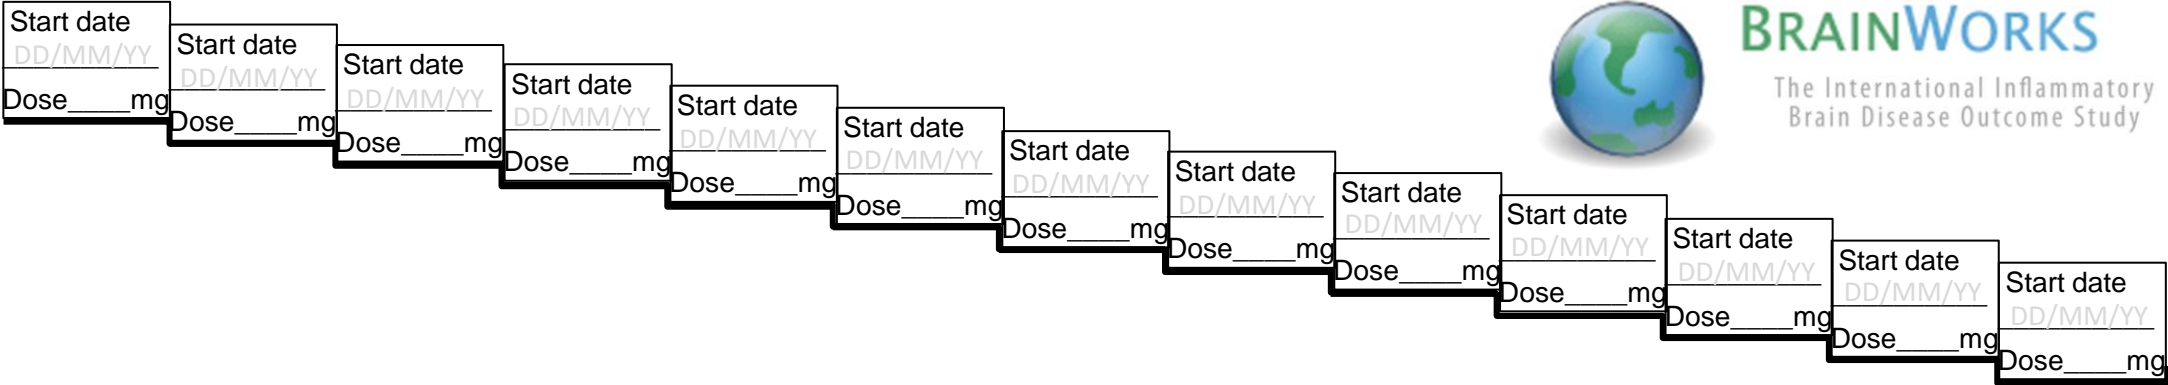 Start date
DD/MM/YY
Dose____mg
Start date
DD/MM/YY
Dose____mg
Start date
DD/MM/YY
Dose____mg
Start date
DD/MM/YY
Dose____mg
Start date
DD/MM/YY
Dose____mg
Start date
DD/MM/YY
Dose____mg
Start date
DD/MM/YY
Dose____mg
Start date
DD/MM/YY
Dose____mg
Start date
DD/MM/YY
Dose____mg
Start date
DD/MM/YY
Dose____mg
Start date
DD/MM/YY
Dose____mg
Start date
DD/MM/YY
Dose____mg
Start date
DD/MM/YY
Dose____mg
BRAINWORKS
The International Inflammatory
Brain Disease Outcome Study